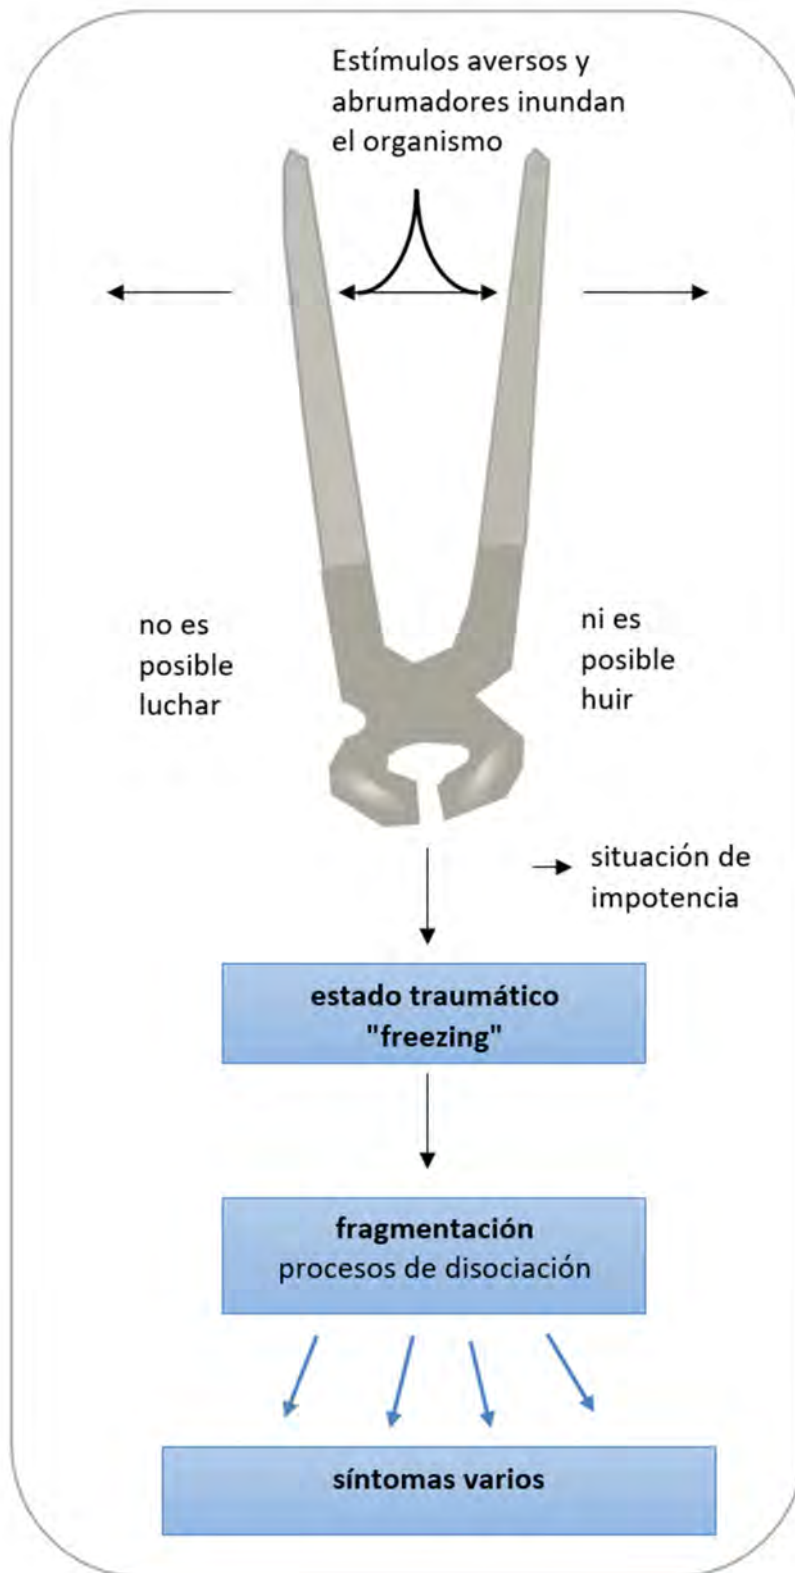 Estímulos aversos y
abrumadores inundan
el organismo
no es
posible
luchar
ni es
posible
huir
situación de
impotencia
estado traumático
"freezing"
fragmentación
procesos de disociación
síntomas varios